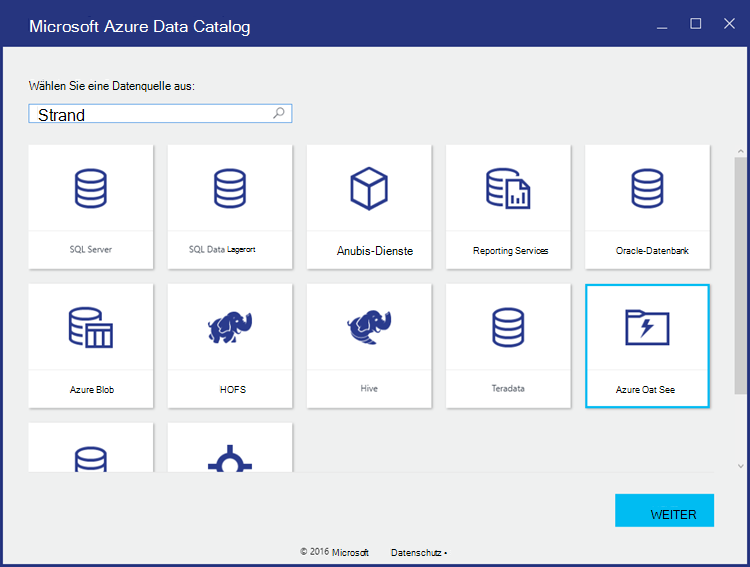 Microsoft Azure Data Catalog
Wählen Sie eine Datenquelle aus:
Strand
SQL Server
SQL Data Lagerort
Anubis-Dienste
Reporting Services
Oracle-Datenbank
Azure Blob
HOFS
Hive
Teradata
Azure Oat See
WEITER
© 2016 Microsoft Datenschutz •